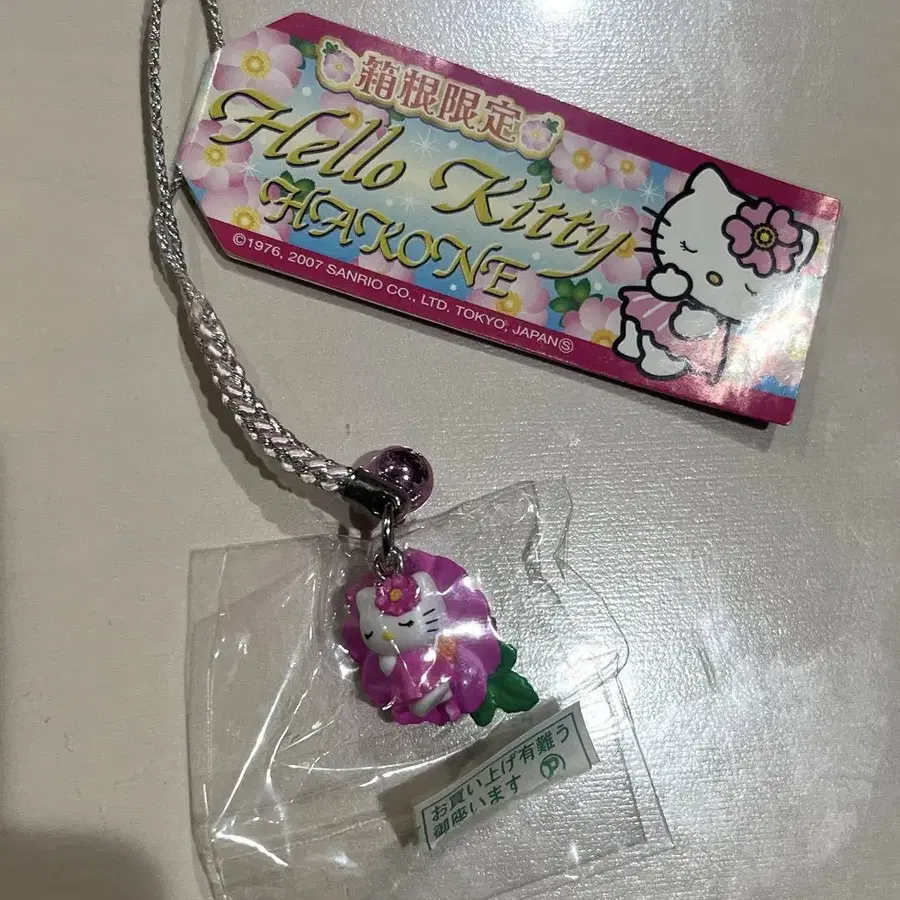 箱根限定
Hello Kitty
HAKONE
©1976, 2007 SANRIO CO., LTD. TOKYO, JAPANⓈ
お買い上げ有難う
御座います Ⓟ